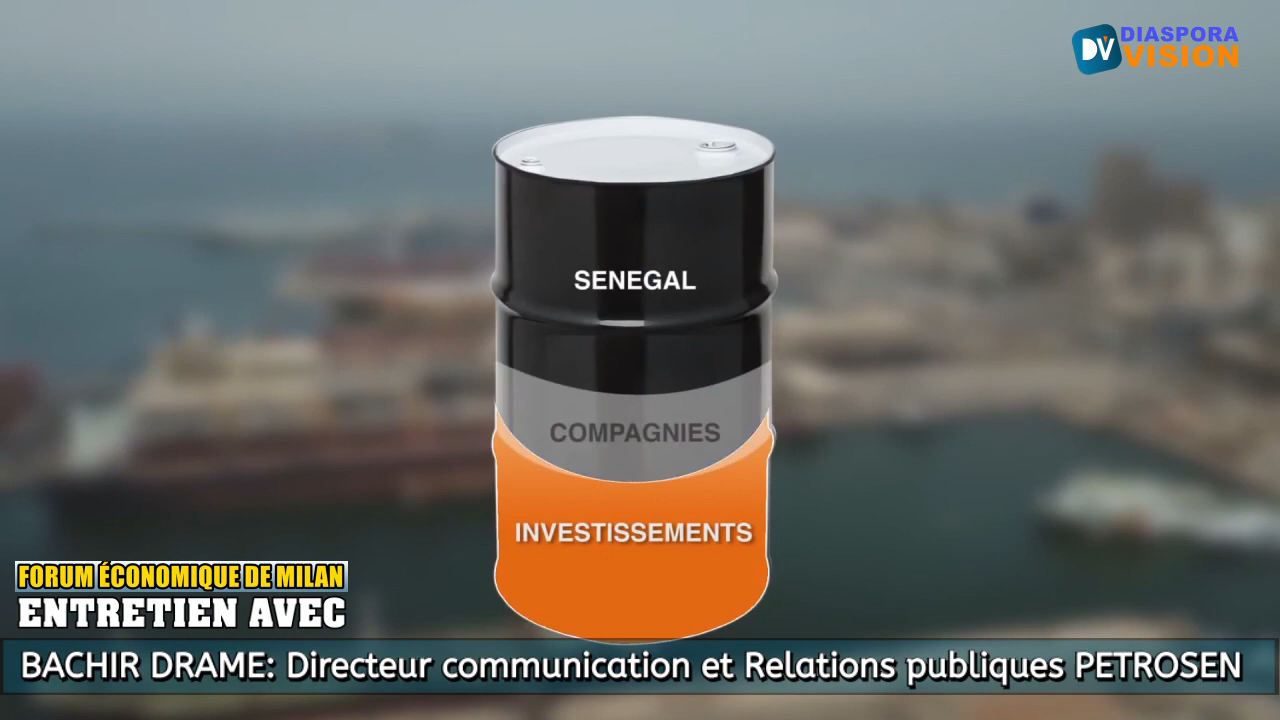 DV DIASPORA
VISION
SENEGAL
COMPAGNIES
INVESTISSEMENTS
FORUM ÉCONOMIQUE DE MILAN
ENTRETIEN AVEC
BACHIR DRAME: Directeur communication et Relations publiques PETROSEN